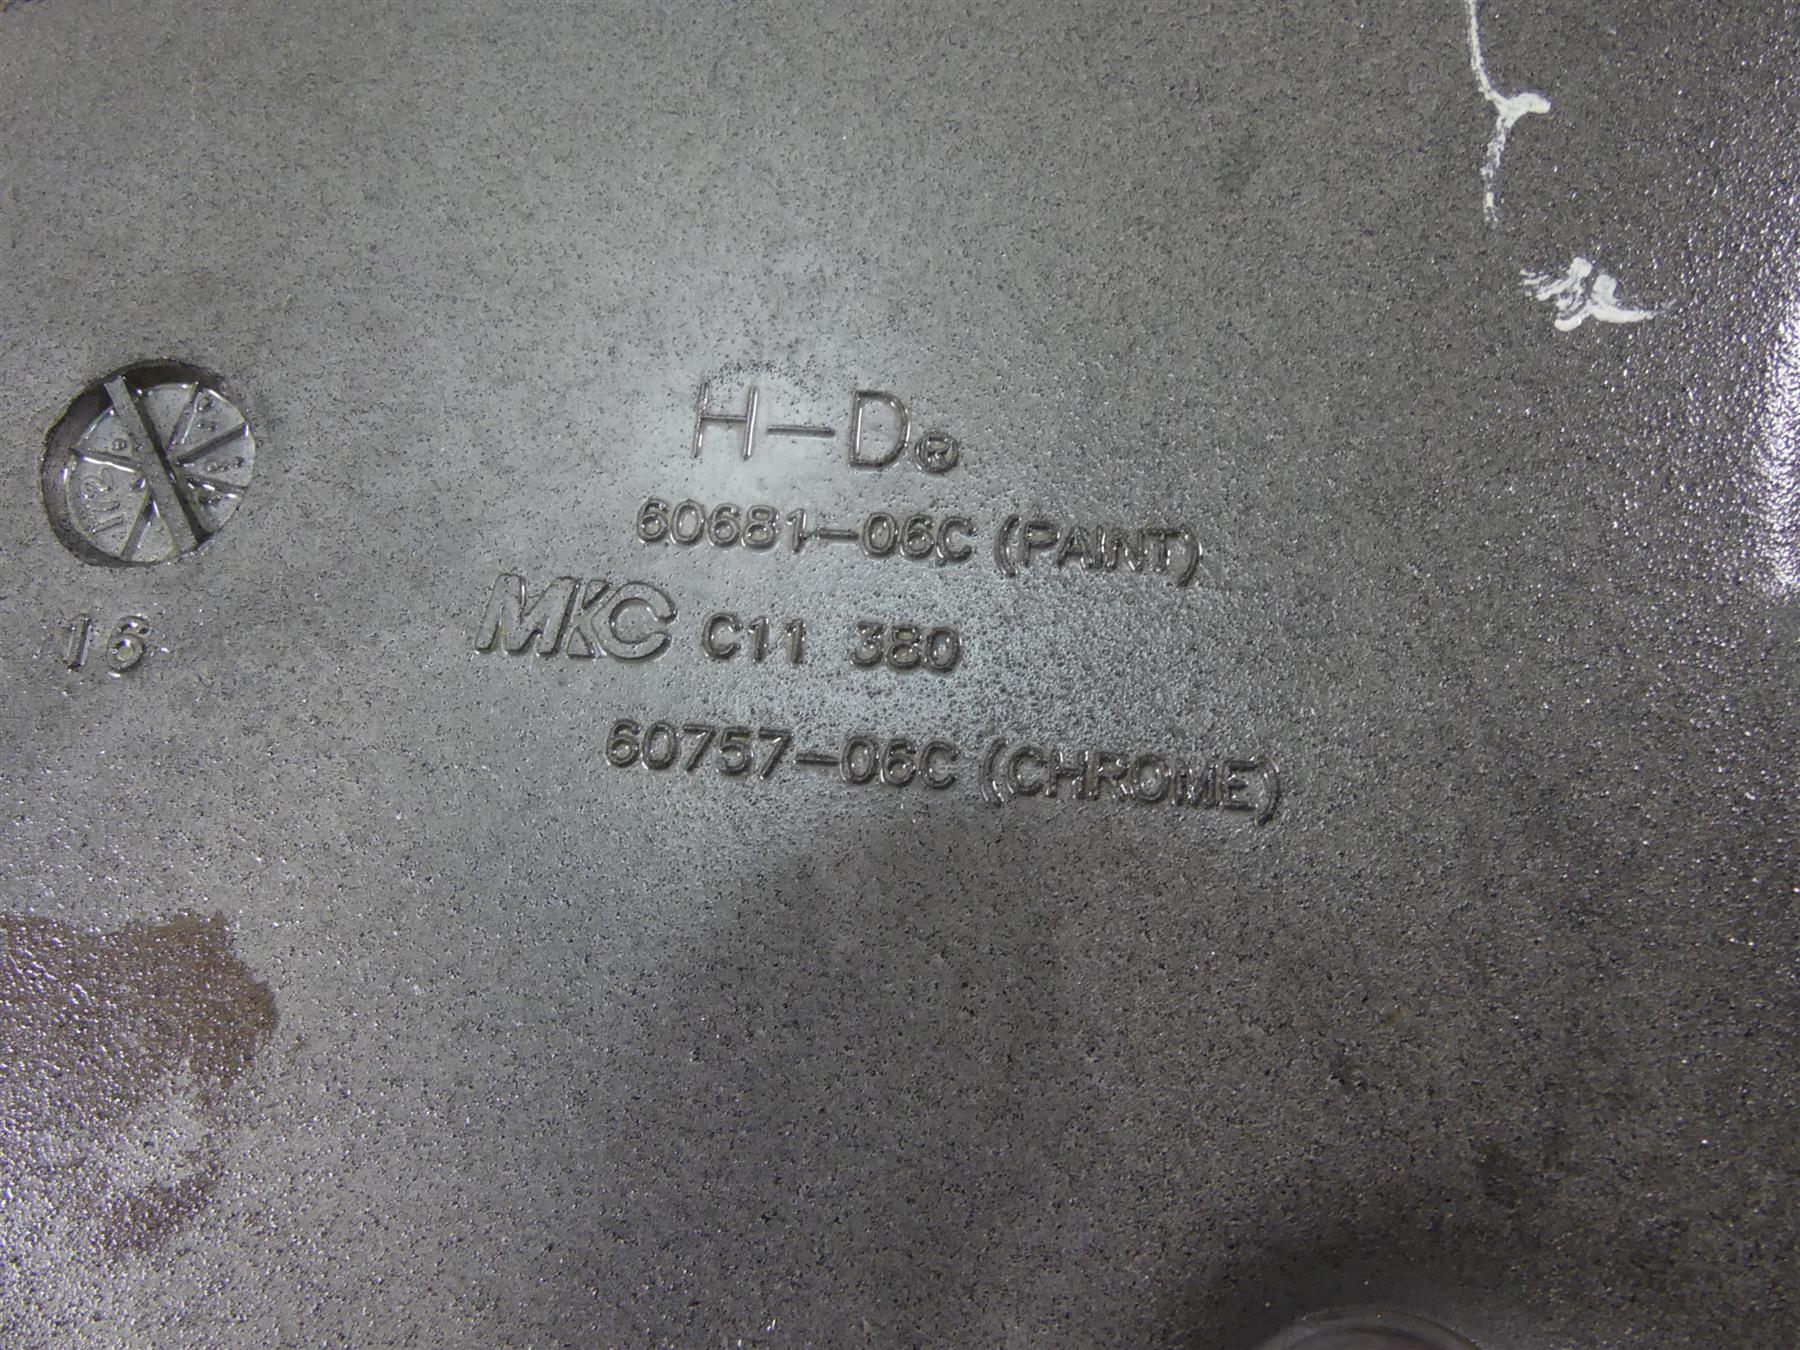 H-D®
60681-06C (PAINT)
MKC C11 380
60757-06C (CHROME)
16